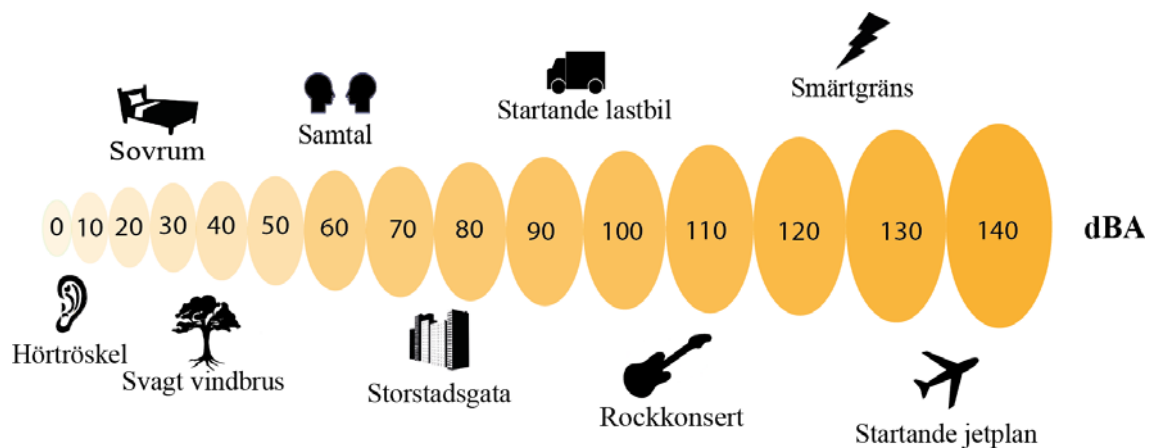 Startande lastbil
Smärtgräns
Samtal
Sovrum
0 10 20 30 40 50 60 70 80 90 100 110 120 130 140 dBA
Hörtröskel
Svagt vindbrus
Storstadsgata
Rockkonsert
Startande jetplan